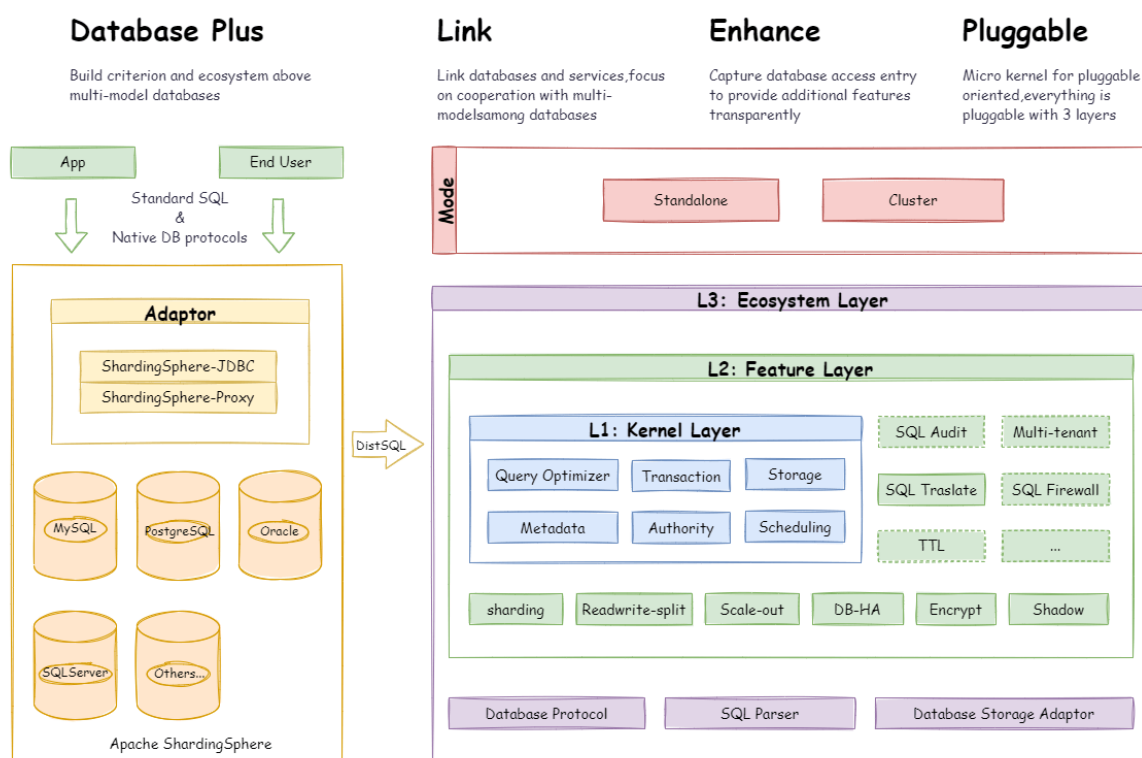 Database Plus
Build criterion and ecosystem above
multi-model databases
Link
Link databases and services,focus
on cooperation with multi-
modelsamong databases
Enhance
Capture database access entry
to provide additional features
transparently
Pluggable
Micro kernel for pluggable
oriented,everything is
pluggable with 3 layers
App
End User
Standard SQL
&
Native DB protocols
Adaptor
ShardingSphere-JDBC
ShardingSphere-Proxy
MySQL
PostgreSQL
Oracle
SQLServer
Others...
Apache ShardingSphere
DistSQL
Mode
Standalone
Cluster
L3: Ecosystem Layer
L2: Feature Layer
L1: Kernel Layer
Query Optimizer
Transaction
Storage
Metadata
Authority
Scheduling
SQL Audit
Multi-tenant
SQL Traslate
SQL Firewall
TTL
...
sharding
Readwrite-split
Scale-out
DB-HA
Encrypt
Shadow
Database Protocol
SQL Parser
Database Storage Adaptor